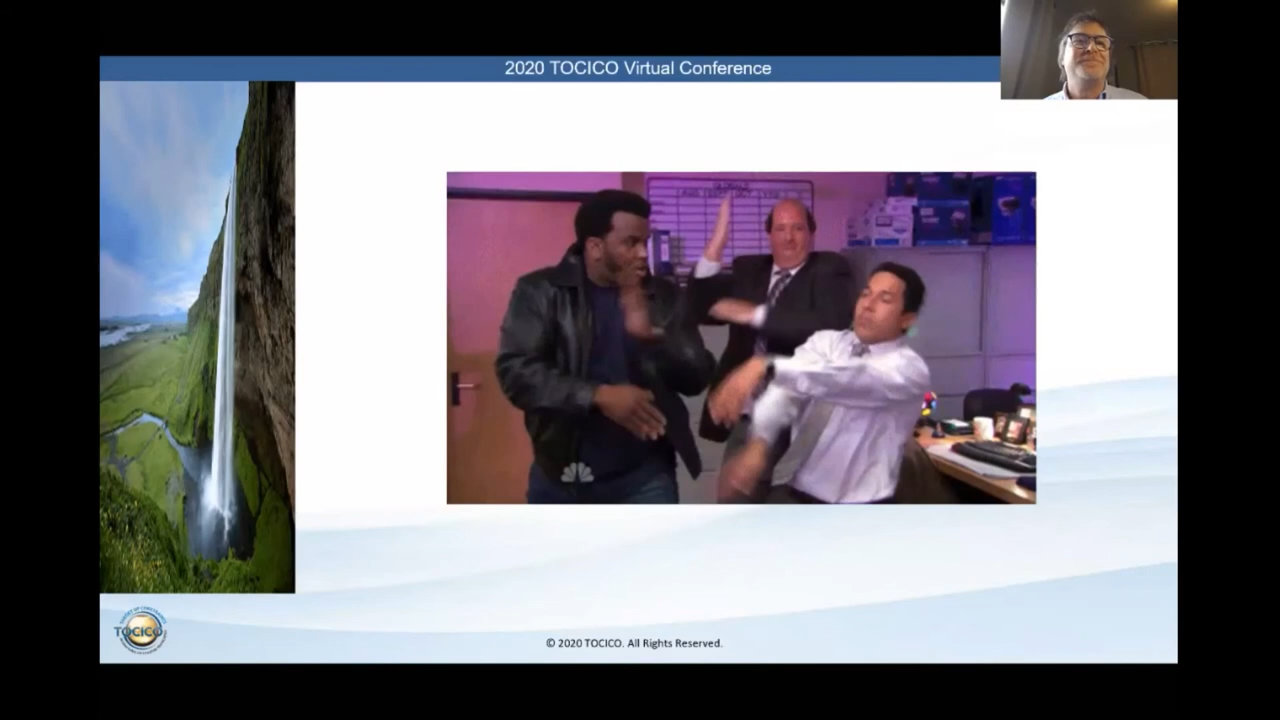 2020 TOCICO Virtual Conference
TOCICO
© 2020 TOCICO. All Rights Reserved.